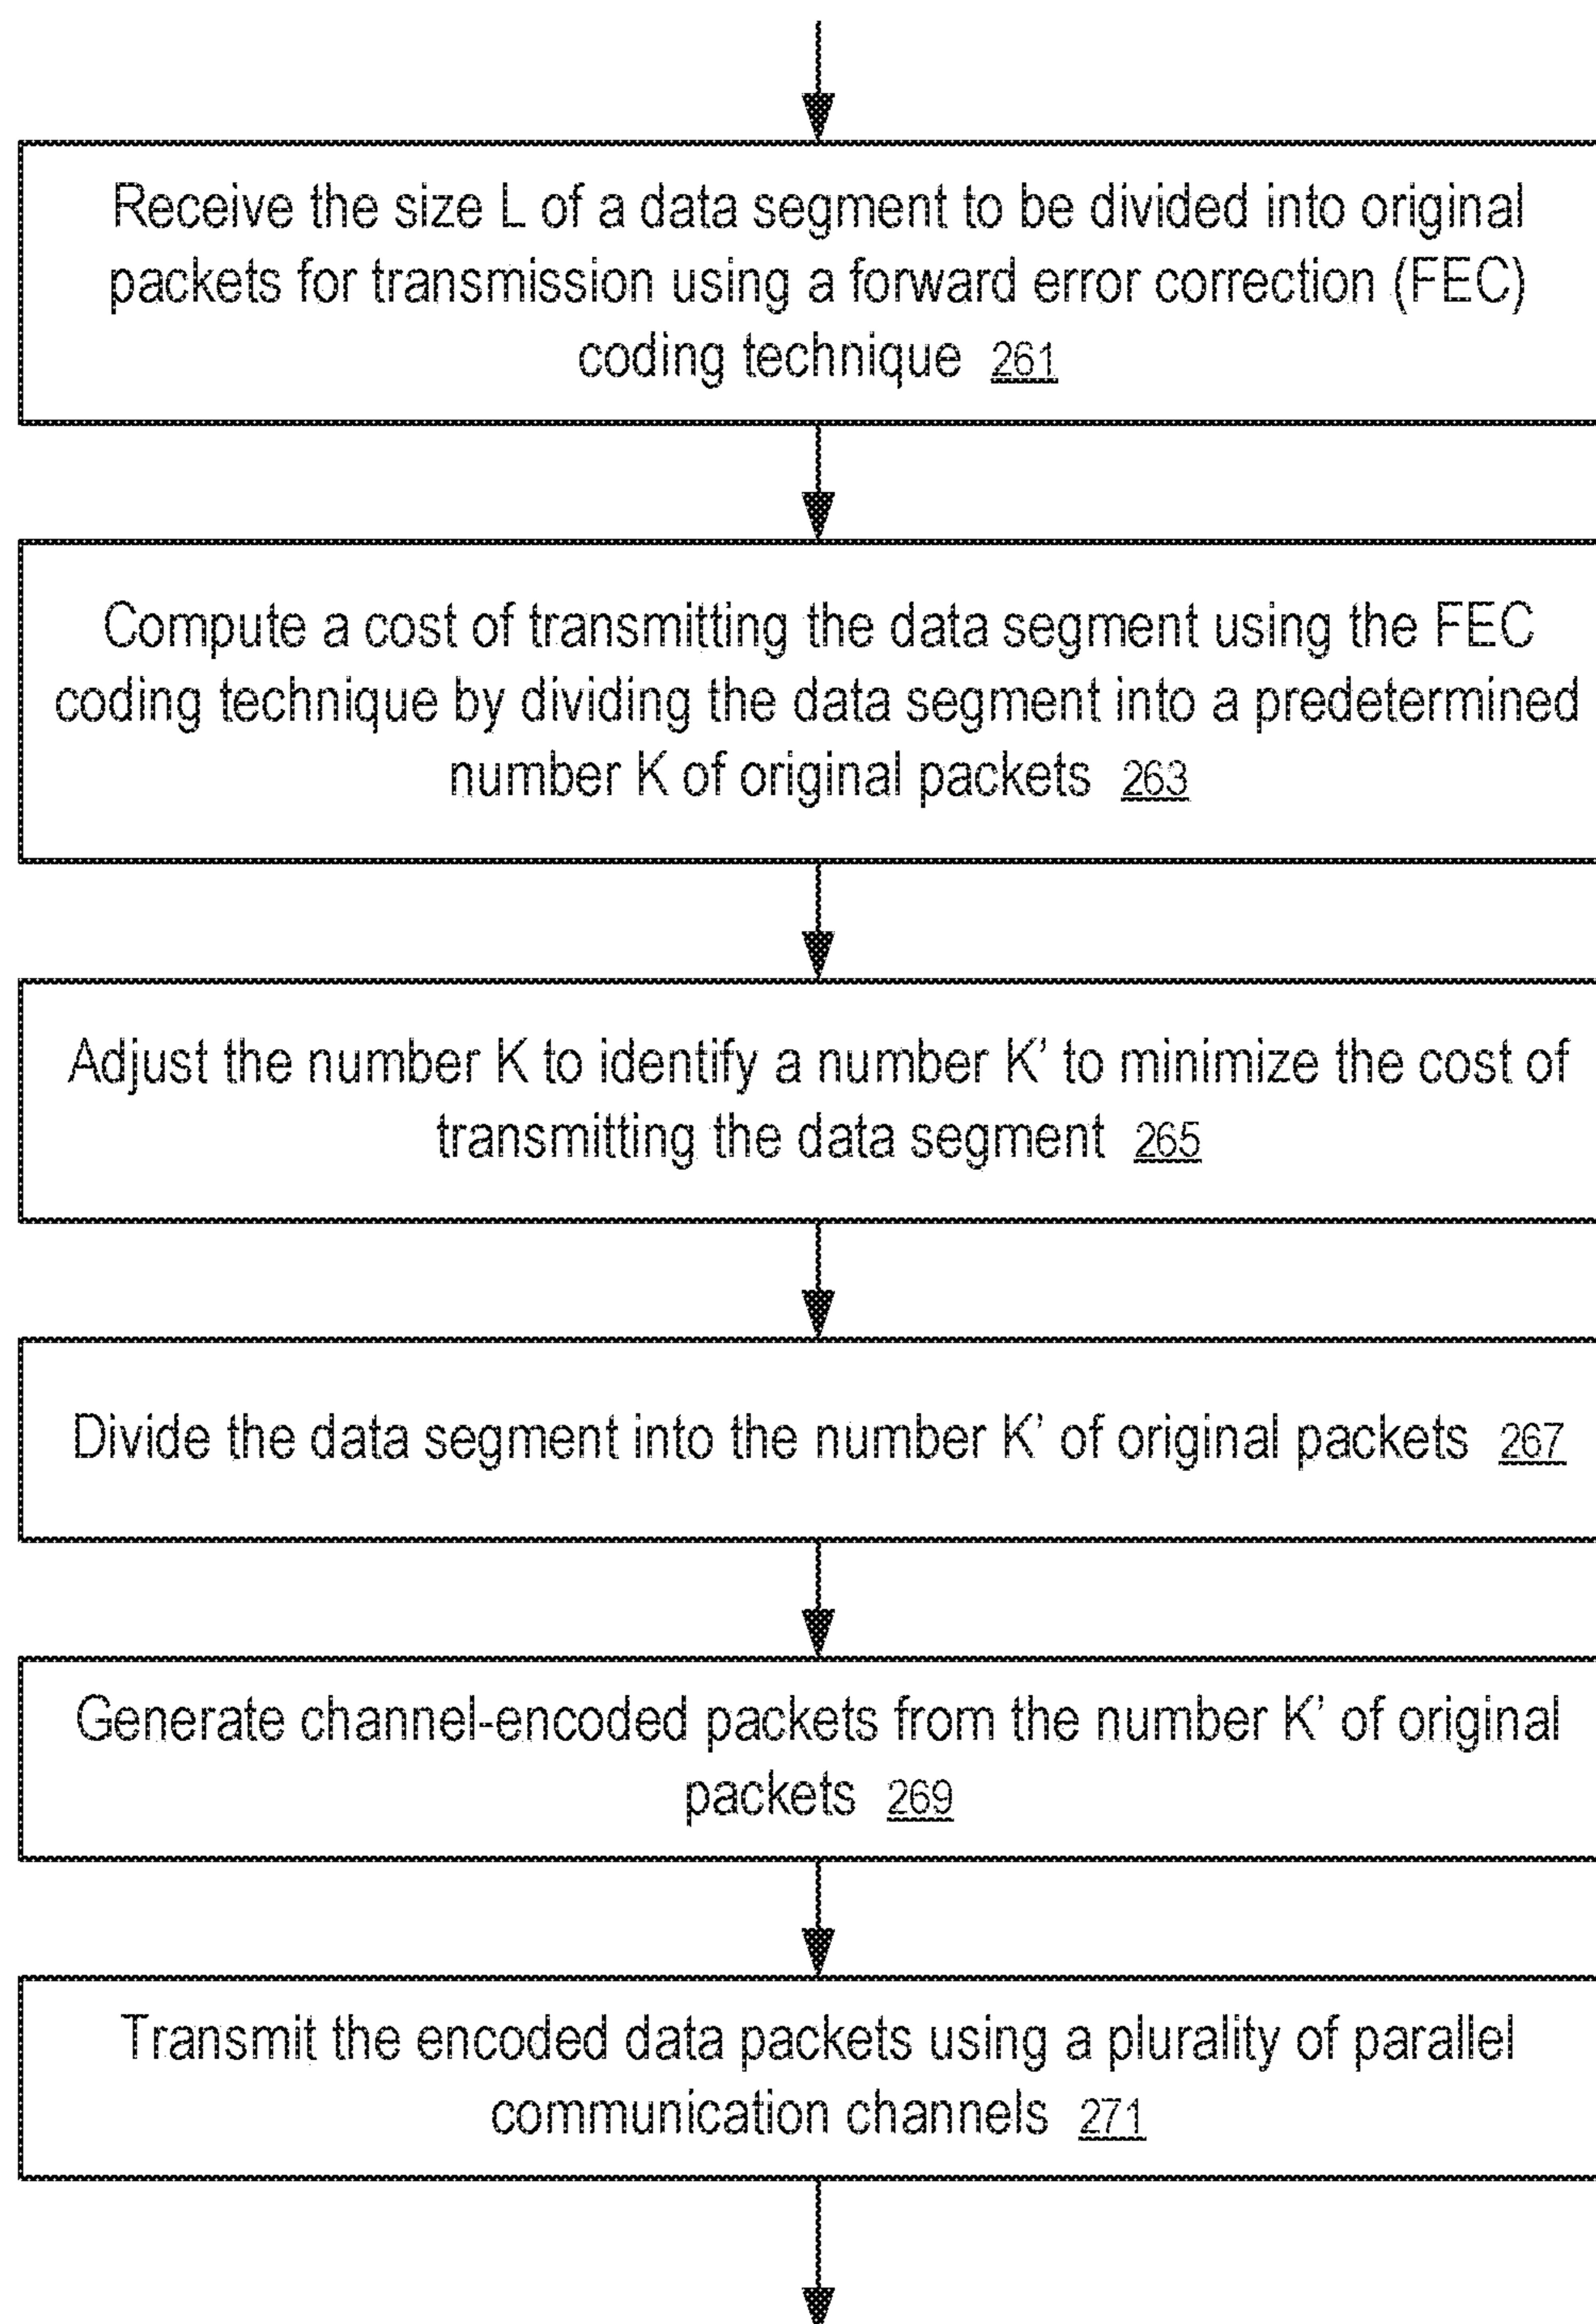 Receive the size L of a data segment to be divided into original
packets for transmission using a forward error correction (FEC)
coding technique 261
Compute a cost of transmitting the data segment using the FEC
coding technique by dividing the data segment into a predetermined
number K of original packets 263
Adjust the number K to identify a number K’ to minimize the cost of
transmitting the data segment 265
Divide the data segment into the number K’ of original packets 267
Generate channel-encoded packets from the number K’ of original
packets 269
Transmit the encoded data packets using a plurality of parallel
communication channels 271